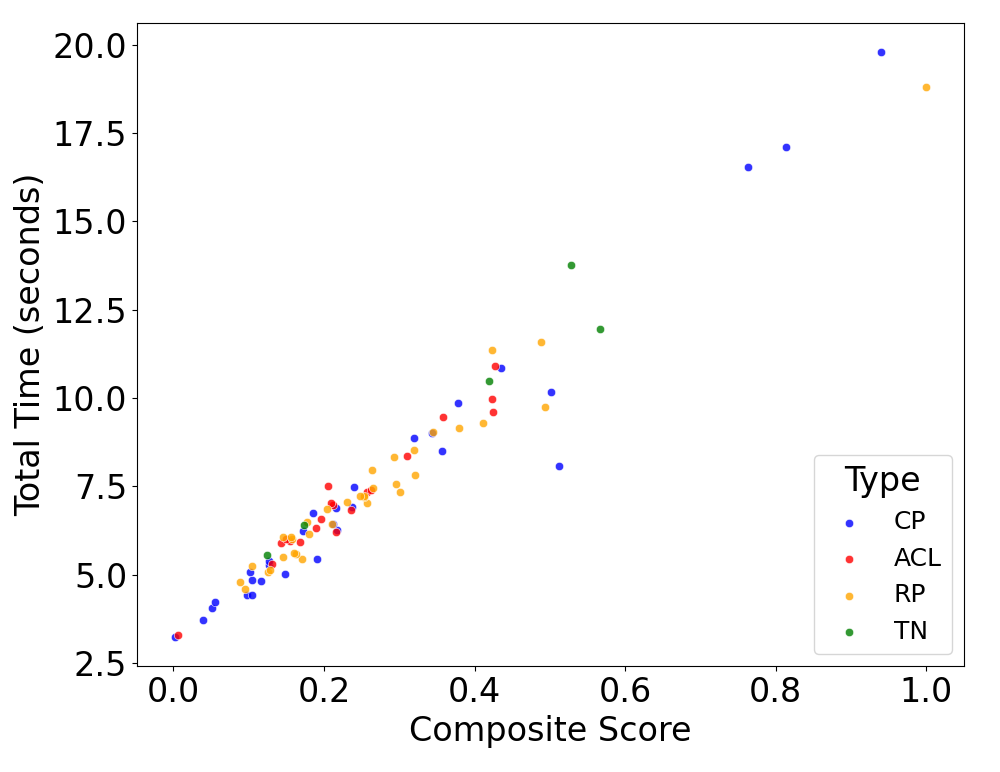 20.0
17.5
15.0
12.5
10.0
7.5
5.0
2.5
Total Time (seconds)
0.0 0.2 0.4 0.6 0.8 1.0
Composite Score
Type
CP
ACL
RP
TN